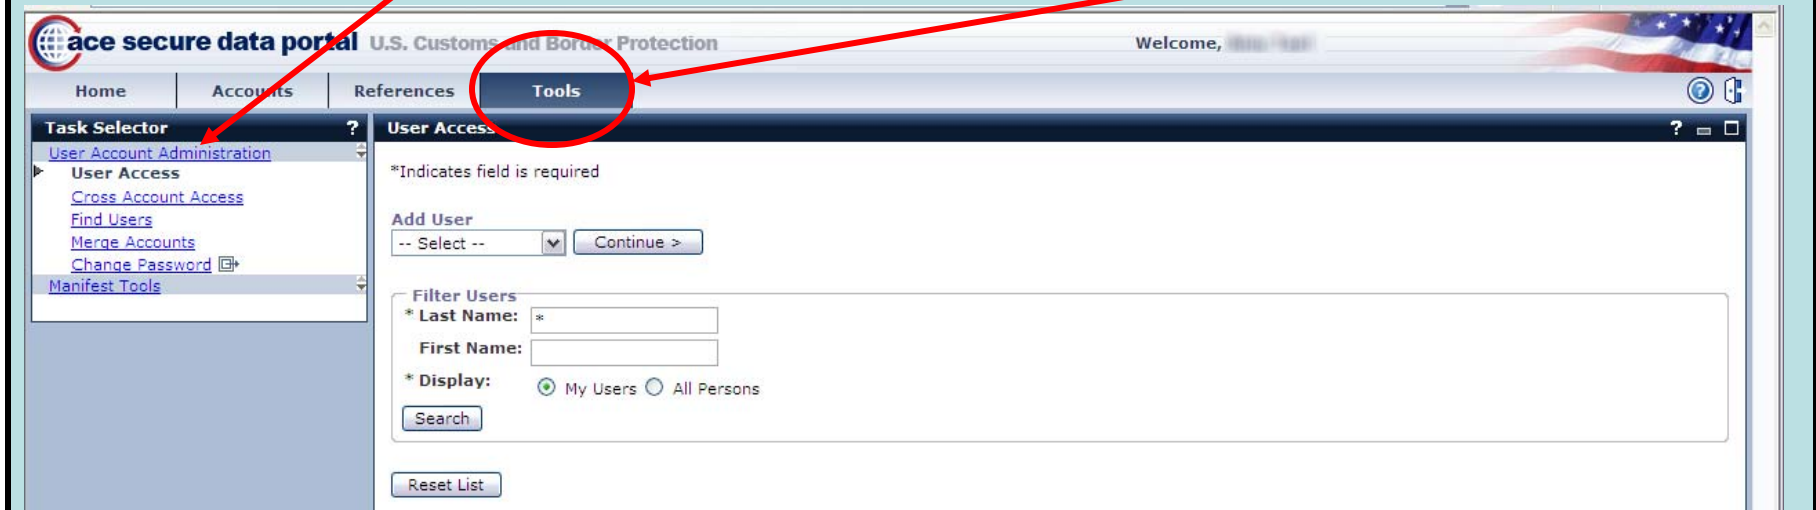 ace secure data portal U.S. Customs and Border Protection Welcome,
Home Accounts References Tools
Task Selector ?
User Account Administration
User Access
Cross Account Access
Find Users
Merge Accounts
Change Password
Manifest Tools
User Access ?
*Indicates field is required
Add User
-- Select -- Continue >
Filter Users
* Last Name: *
First Name:
* Display: My Users All Persons
Search
Reset List